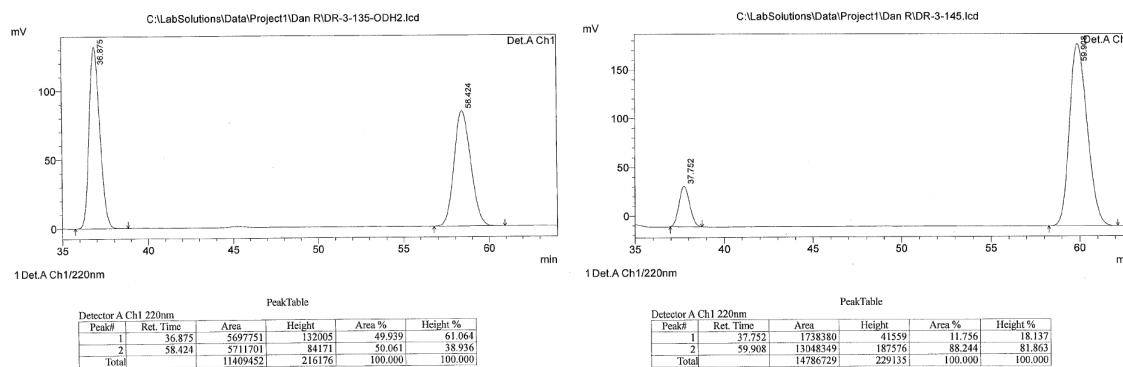 C:\LabSolutions\Data\Project1\Dan R\DR-3-135-ODH2.lcd
mV
Det.A Ch1
36.875
58.424
100
50
0
35 40 45 50 55 60
min
1 Det.A Ch1/220nm
PeakTable
Detector A Ch1 220nm
Peak# Ret. Time Area Height Area % Height %
1 36.875 5697751 132005 49.939 61.064
2 58.424 5711701 84171 50.061 38.936
Total 11409452 216176 100.000 100.000
C:\LabSolutions\Data\Project1\Dan R\DR-3-145.lcd
mV
Det.A Ch
37.752
59.908
150
100
50
0
35 40 45 50 55 60
m
1 Det.A Ch1/220nm
PeakTable
Detector A Ch1 220nm
Peak# Ret. Time Area Height Area % Height %
1 37.752 1738380 41559 11.756 18.137
2 59.908 13048349 187576 88.244 81.863
Total 14786729 229135 100.000 100.000